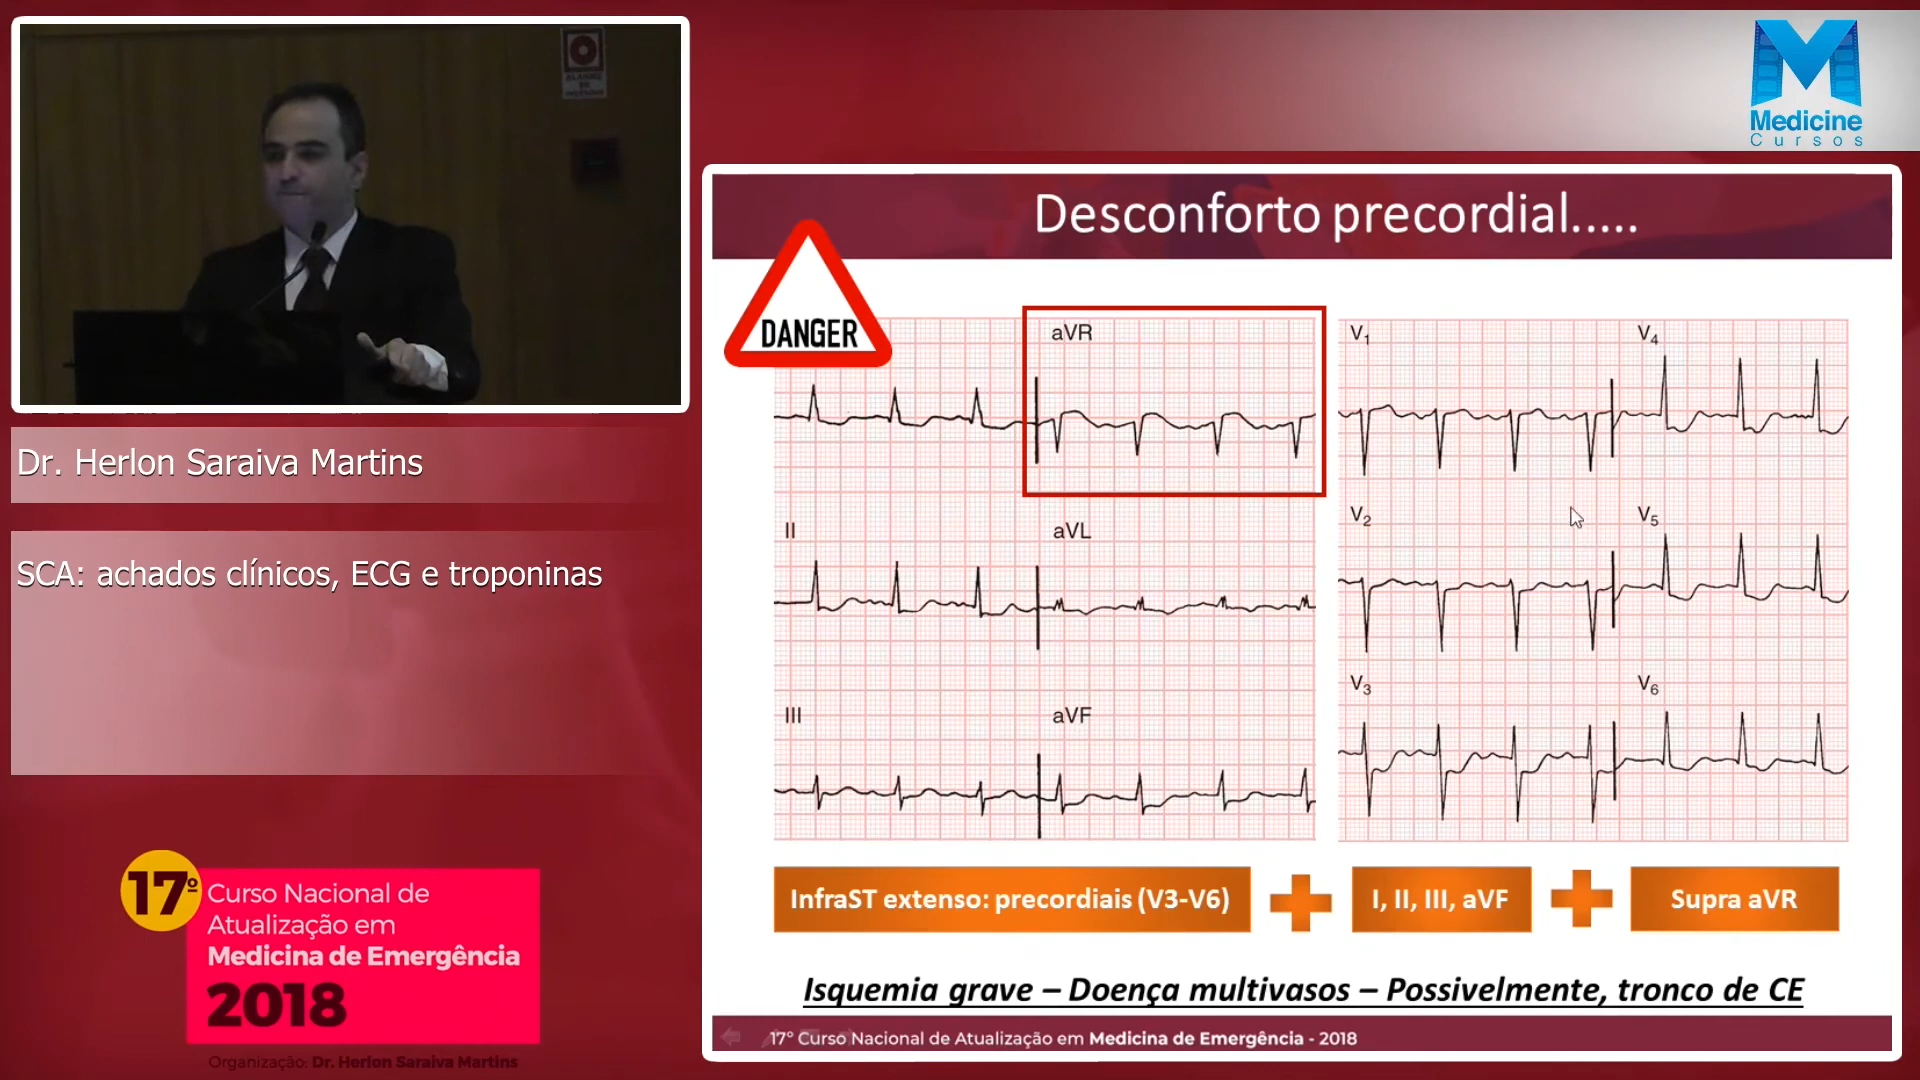 ALARME
DE
INCÊNDIO
Medicine
Cursos
Desconforto precordial.....
DANGER
aVR
V1
V4
II
aVL
V2
V5
III
aVF
V3
V6
InfraST extenso: precordiais (V3-V6)
I, II, III, aVF
Supra aVR
Isquemia grave – Doença multivasos – Possivelmente, tronco de CE
17º Curso Nacional de Atualização em Medicina de Emergência - 2018
Dr. Herlon Saraiva Martins
SCA: achados clínicos, ECG e troponinas
17º
Curso Nacional de
Atualização em
Medicina de Emergência
2018
Organização: Dr. Herlon Saraiva Martins